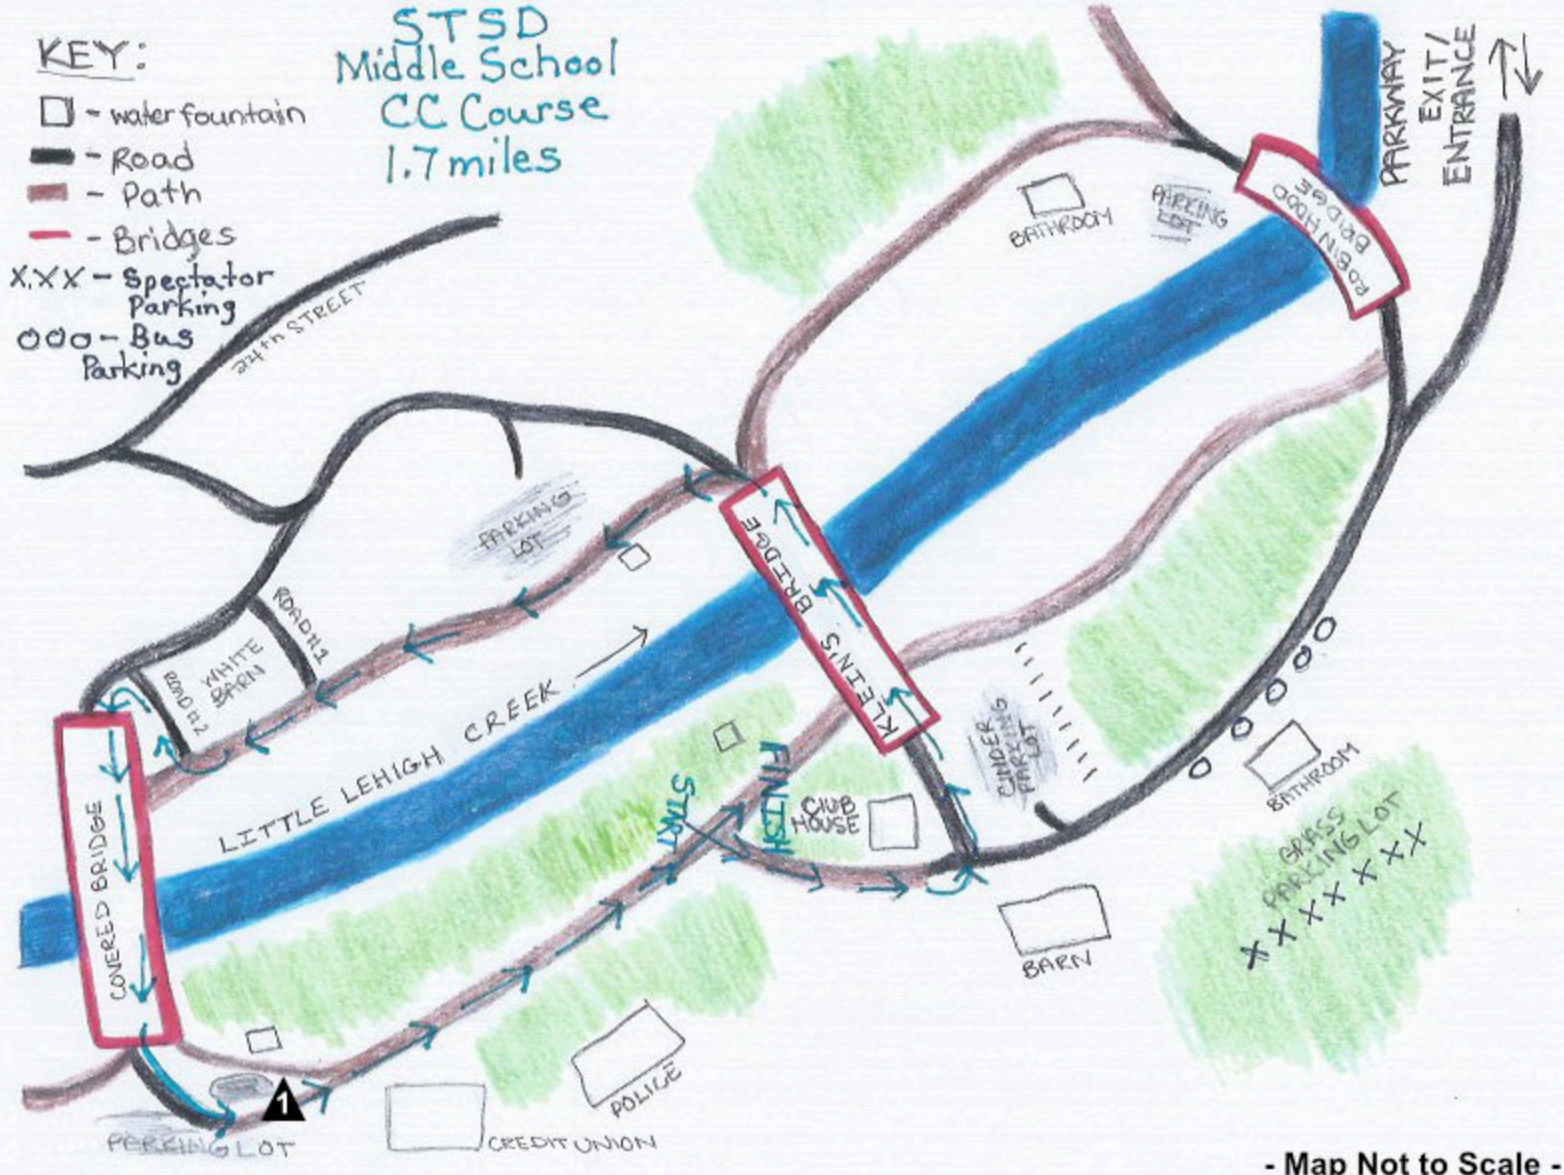 STSD
Middle School
CC Course
1.7 miles
KEY:
- water fountain
- Road
- Path
- Bridges
X.X.X - Spectator
Parking
000 - Bus
Parking
24th STREET
PARKWAY
EXIT/
ENTRANCE
ROBIN HOOD
BRIDGE
PARKING
LOT
BATHROOM
PARKING
LOT
KLEIN'S BRIDGE
ROAD #1
WHITE
BARN
ROAD #2
LITTLE LEHIGH CREEK
COVERED BRIDGE
START
FINISH
CLUB
HOUSE
CINDER
PARKING
LOT
BATHROOM
GRASS
PARKING LOT
XXXXXXX
BARN
POLICE
CREDIT UNION
1
PARKING LOT
- Map Not to Scale -